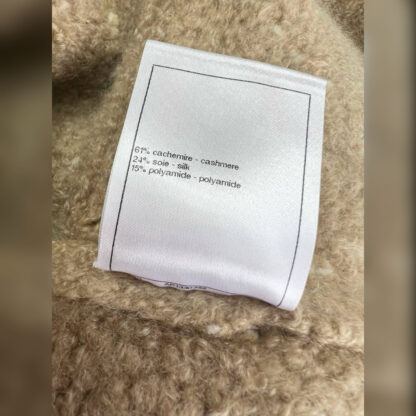 61% cachemire - cashmere
24% soie - silk
15% polyamide - polyamide